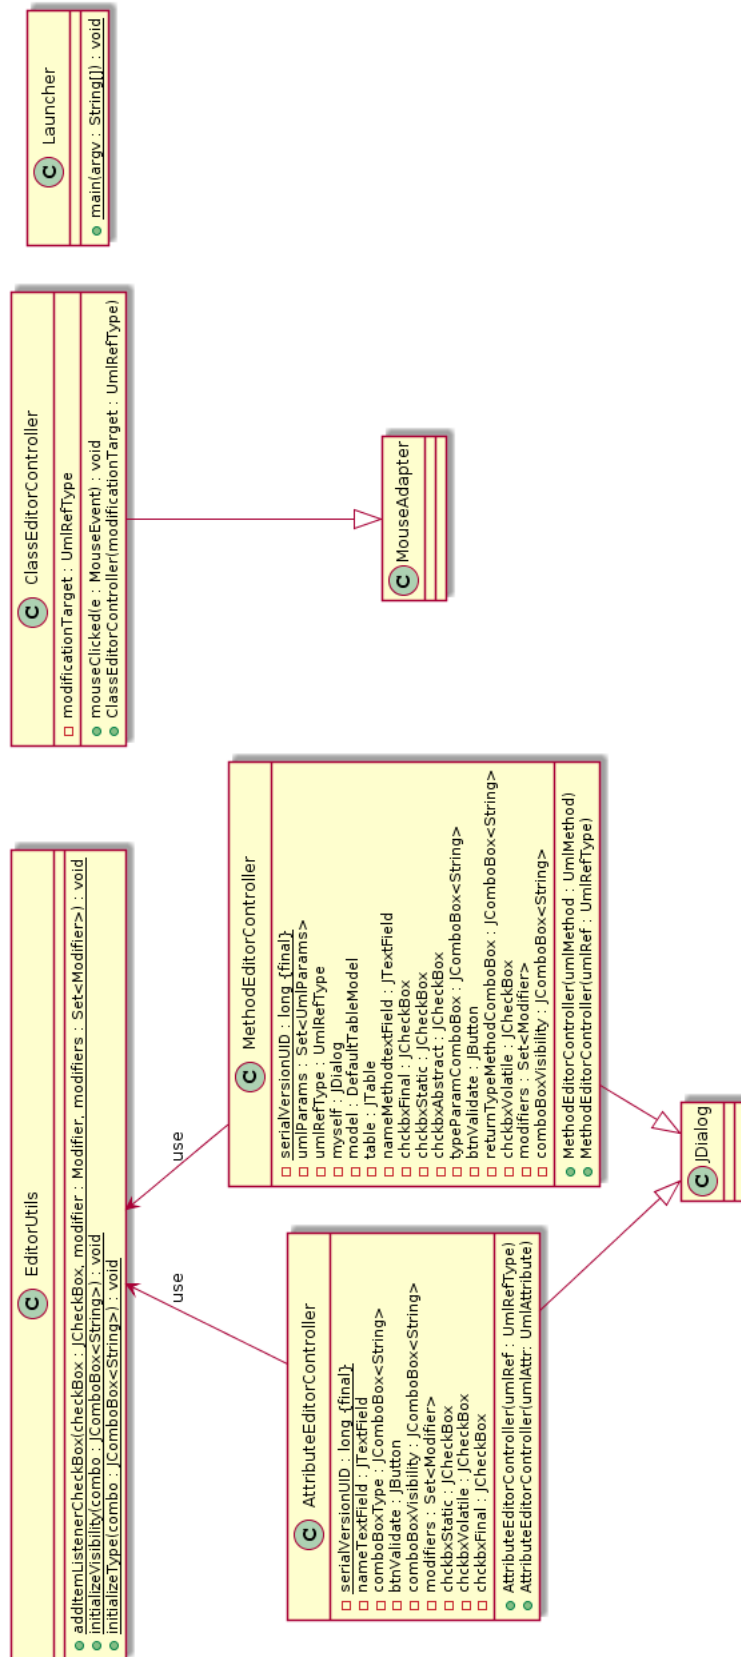 C EditorUtils
addItemListenerCheckBox(checkBox : JCheckBox, modifier : Modifier, modifiers : Set<Modifier>) : void
initializeVisibility(combo : JComboBox<String>) : void
initializeType(combo : JComboBox<String>) : void
C ClassEditorController
modificationTarget : UmlRefType
mouseClicked(e : MouseEvent) : void
ClassEditorController(modificationTarget : UmlRefType)
C Launcher
main(argv : String[]) : void
use
use
C AttributeEditorController
serialVersionUID : long {final}
nameTextField : JTextField
comboBoxType : JComboBox<String>
btnValidate : JButton
comboBoxVisibility : JComboBox<String>
modifiers : Set<Modifier>
chckbxStatic : JCheckBox
chckbxVolatile : JCheckBox
chckbxFinal : JCheckBox
AttributeEditorController(umlRef : UmlRefType)
AttributeEditorController(umlAttr: UmlAttribute)
C MethodEditorController
serialVersionUID : long {final}
umlParams : Set<UmlParams>
umlRefType : UmlRefType
myself : JDialog
model : DefaultTableModel
table : JTable
nameMethodtextField : JTextField
chckbxFinal : JCheckBox
chckbxStatic : JCheckBox
chckbxAbstract : JCheckBox
typeParamComboBox : JComboBox<String>
btnValidate : JButton
returnTypeMethodComboBox : JComboBox<String>
chckbxVolatile : JCheckBox
modifiers : Set<Modifier>
comboBoxVisibility : JComboBox<String>
MethodEditorController(umlMethod : UmlMethod)
MethodEditorController(umlRef : UmlRefType)
C MouseAdapter
C JDialog